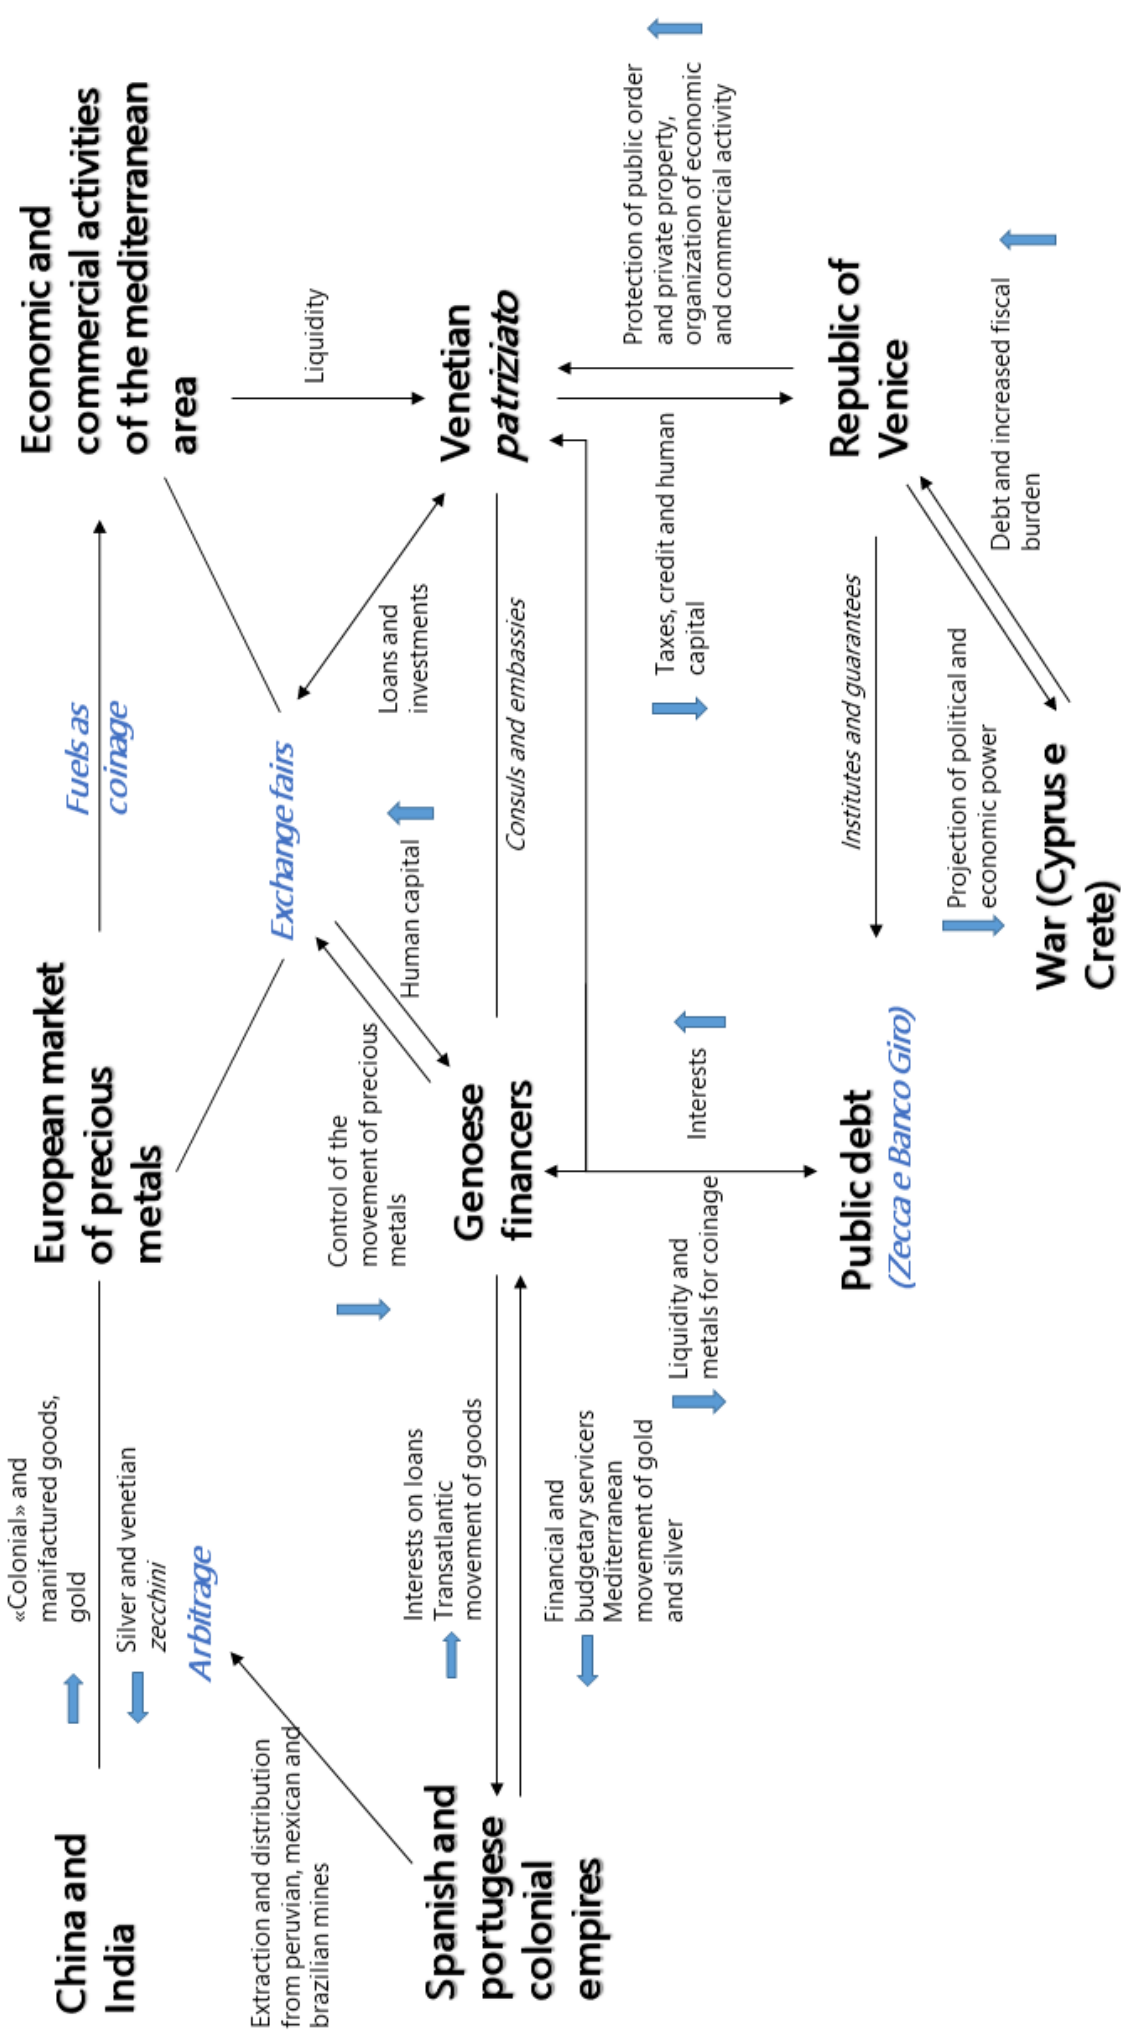 China and
India
«Colonial» and
manifactured goods,
gold
Silver and venetian
zecchini
Arbitrage
European market
of precious
metals
Fuels as
coinage
Economic and
commercial activities
of the mediterranean
area
Extraction and distribution
from peruvian, mexican and
brazilian mines
Exchange fairs
Liquidity
Control of the
movement of precious
metals
Human capital
Loans and
investments
Spanish and
portugese
colonial
empires
Interests on loans
Transatlantic
movement of goods
Financial and
budgetary servicers
Mediterranean
movement of gold
and silver
Genoese
financers
Consuls and embassies
Venetian
patriziato
Liquidity and
metals for coinage
Interests
Taxes, credit and human
capital
Protection of public order
and private property,
organization of economic
and commercial activity
Public debt
(Zecca e Banco Giro)
Institutes and guarantees
Republic of
Venice
Projection of political and
economic power
Debt and increased fiscal
burden
War (Cyprus e
Crete)